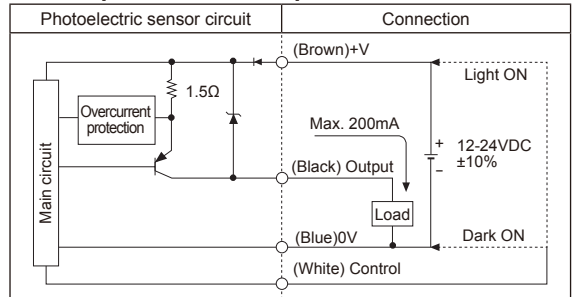 Photoelectric sensor circuit
Connection
(Brown)+V
Light ON
1.5Ω
Overcurrent
protection
Max. 200mA
+
12-24VDC
±10%
−
(Black) Output
Main circuit
Load
(Blue)0V
Dark ON
(White) Control